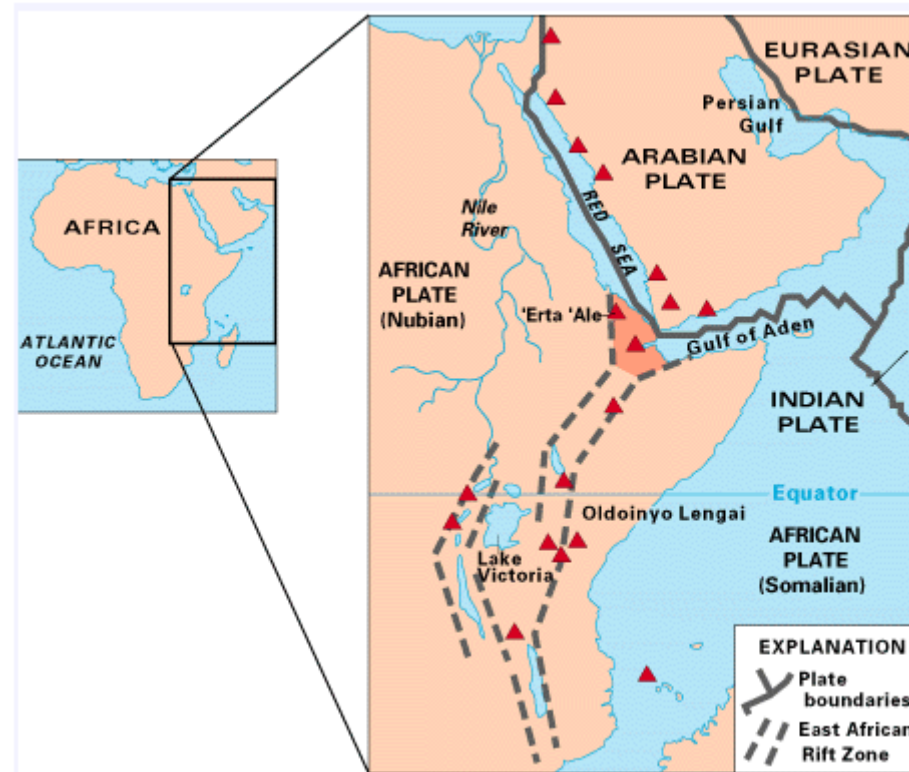 AFRICA
ATLANTIC
OCEAN
EURASIAN
PLATE
Persian
Gulf
ARABIAN
PLATE
Nile
River
RED
SEA
AFRICAN
PLATE
(Nubian)
'Erta 'Ale
Gulf of Aden
INDIAN
PLATE
Equator
Oldoinyo Lengai
Lake
Victoria
AFRICAN
PLATE
(Somalian)
EXPLANATION
Plate
boundaries
East African
Rift Zone